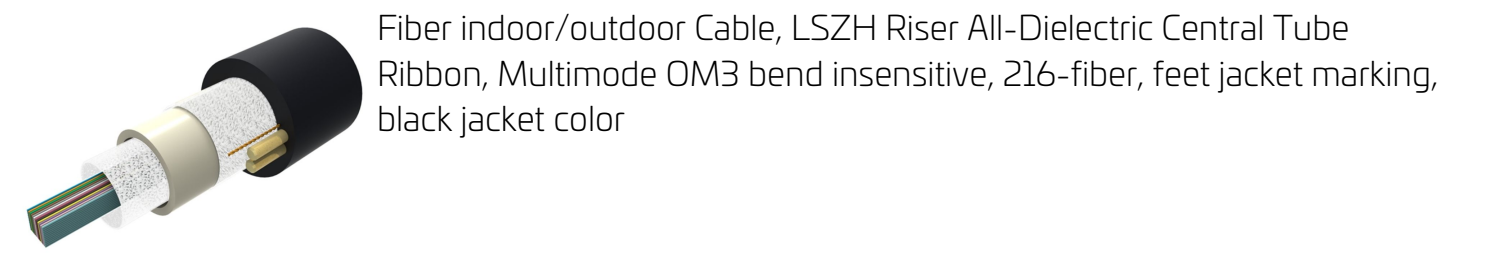 Fiber indoor/outdoor Cable, LSZH Riser All-Dielectric Central Tube
Ribbon, Multimode OM3 bend insensitive, 216-fiber, feet jacket marking,
black jacket color